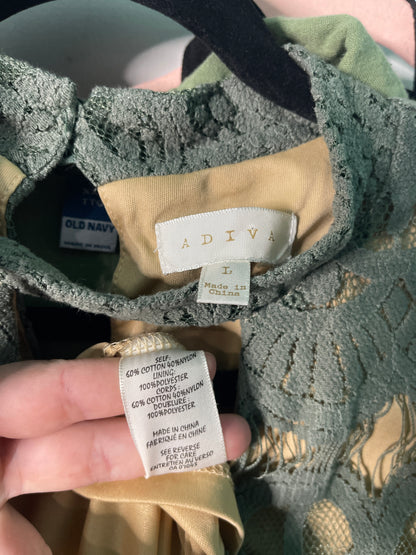 OLD NAVY
ADIVA
L
Made in
China
SELF:
60% COTTON 40%NYLON
LINING:
100%POLYESTER
CORPS :
60% COTTON 40%NYLON
DOUBLURE :
100%POLYESTER
MADE IN CHINA
FABRIQUÉ EN CHINE
SEE REVERSE
FOR CARE
ENTRETIEN AU VERSO